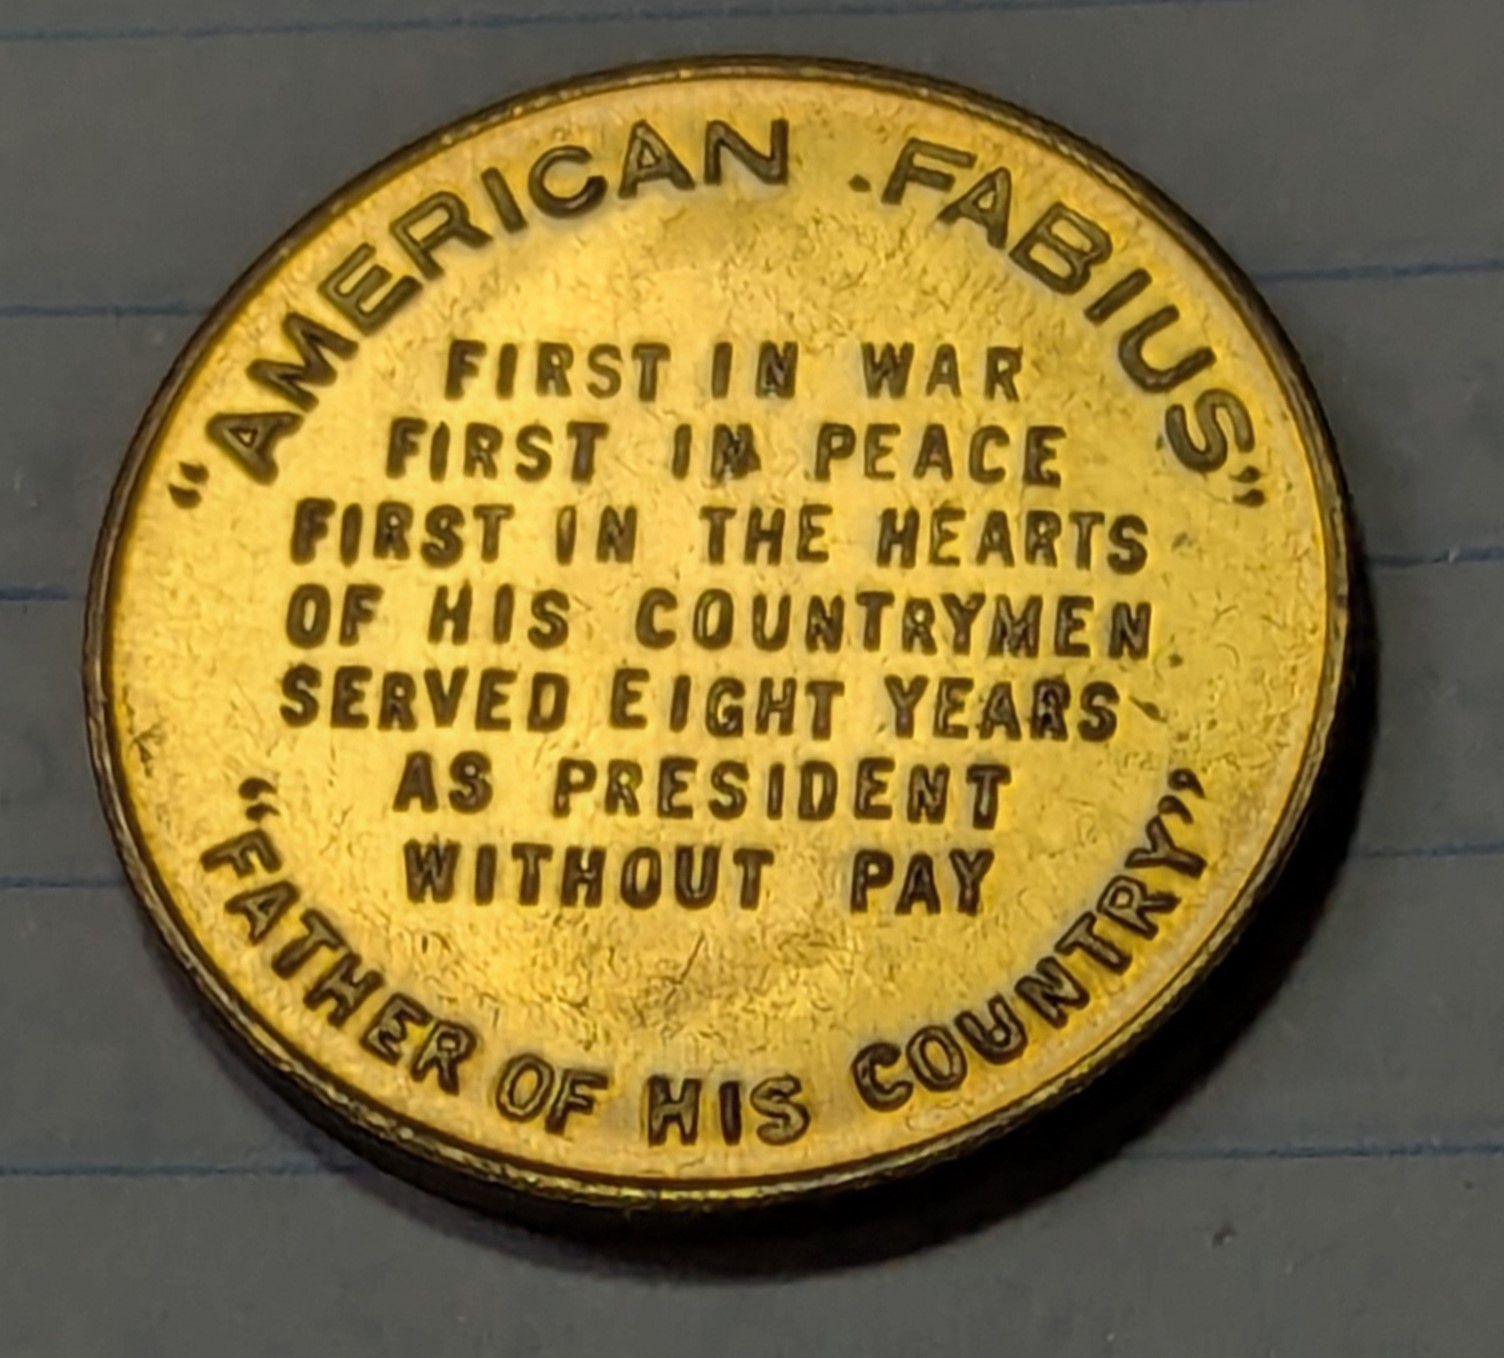 “AMERICAN FABIUS”
FIRST IN WAR
FIRST IN PEACE
FIRST IN THE HEARTS
OF HIS COUNTRYMEN
SERVED EIGHT YEARS
AS PRESIDENT
WITHOUT PAY
“FATHER OF HIS COUNTRY”